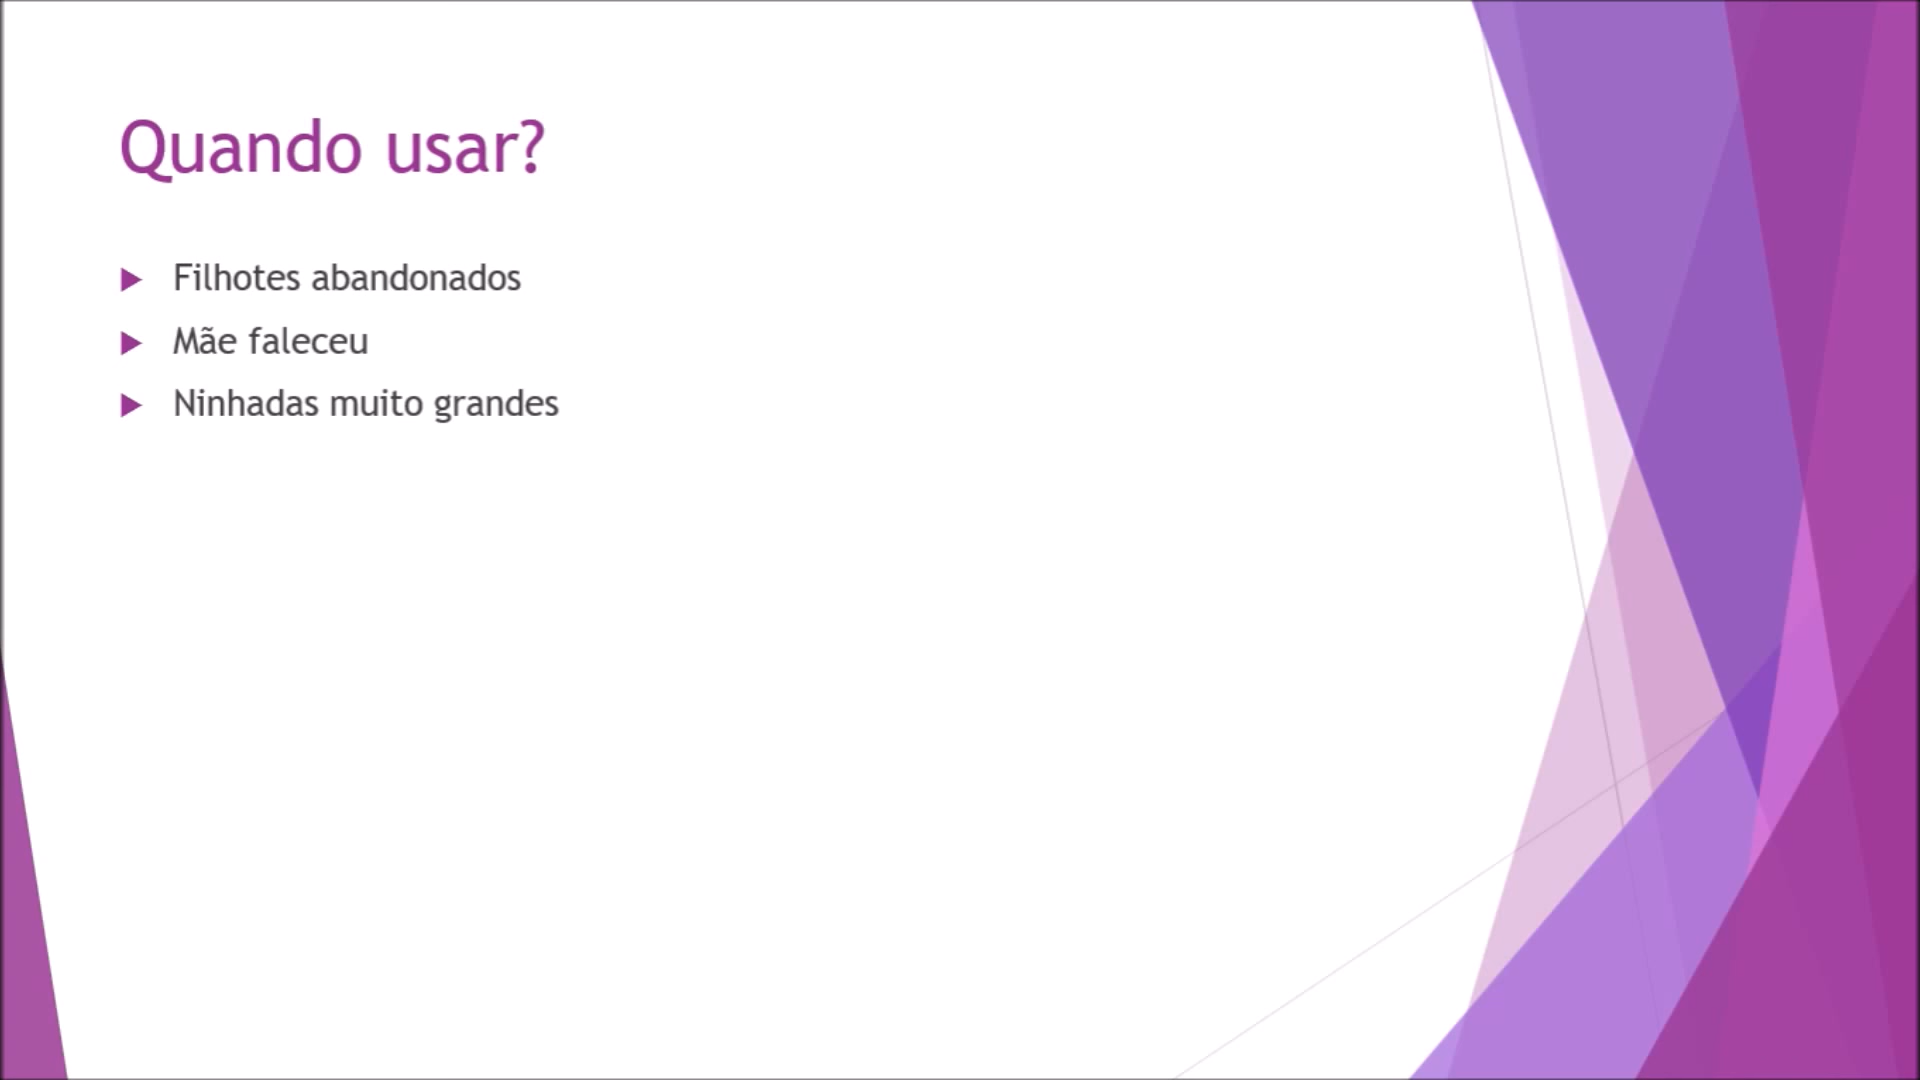 Quando usar?
Filhotes abandonados
Mãe faleceu
Ninhadas muito grandes